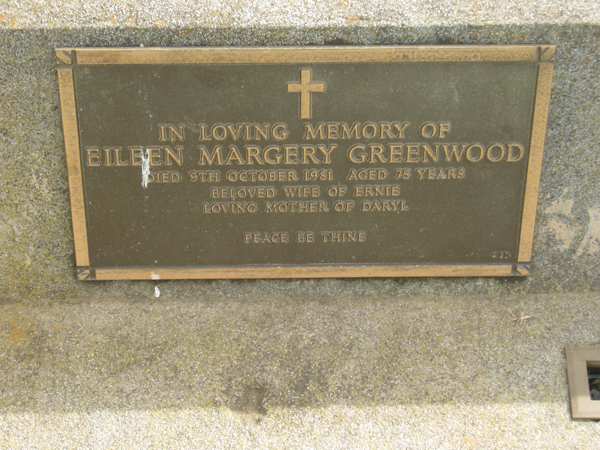 IN LOVING MEMORY OF
EILEEN MARGERY GREENWOOD
DIED 9TH OCTOBER 1981 AGED 75 YEARS
BELOVED WIFE OF ERNIE
LOVING MOTHER OF DARYL
PEACE BE THINE